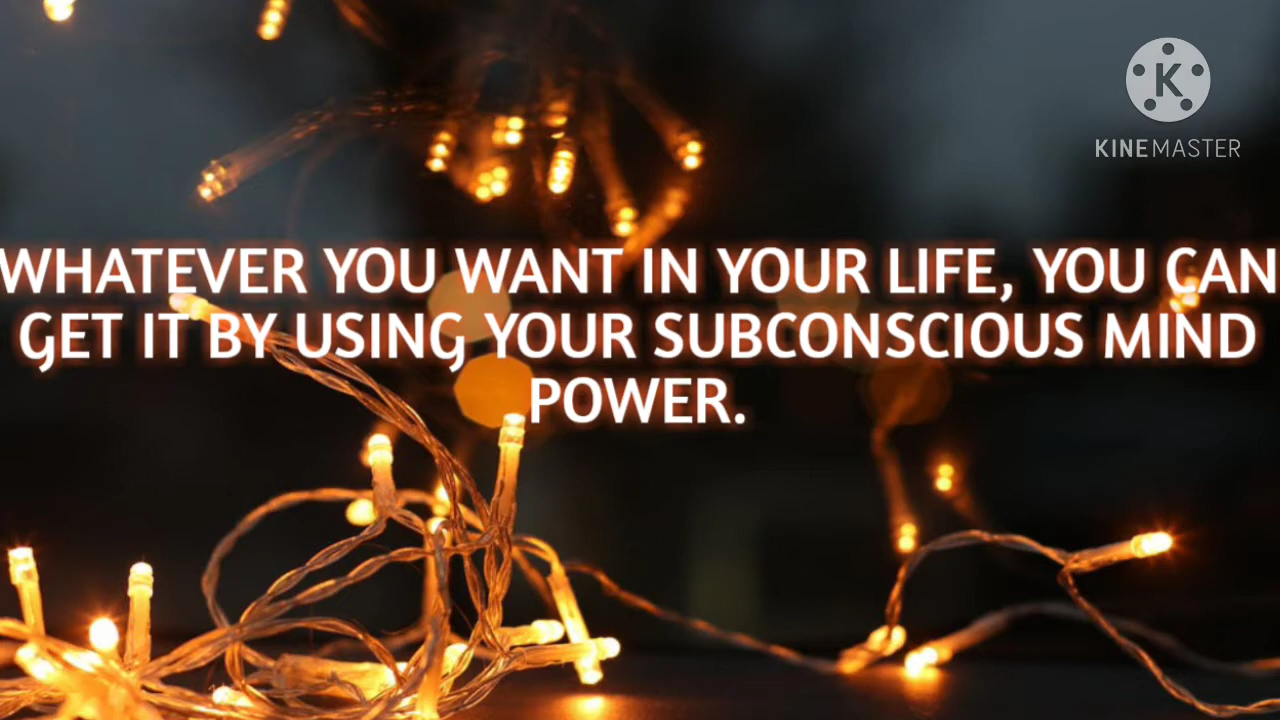 K
KINEMASTER
WHATEVER YOU WANT IN YOUR LIFE, YOU CAN
GET IT BY USING YOUR SUBCONSCIOUS MIND
POWER.